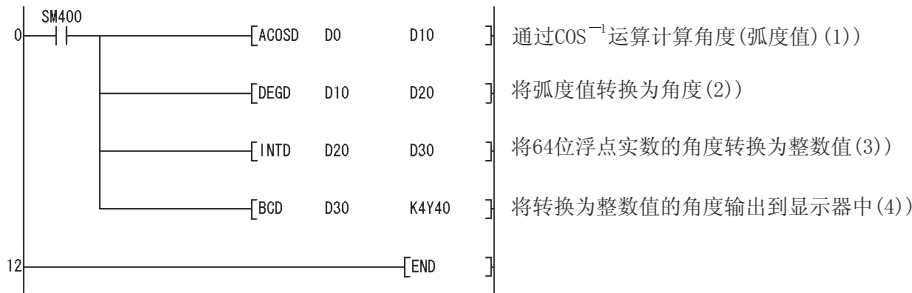 SM400
0 ACOSD D0 D10 通过COS⁻¹运算计算角度(弧度值)(1))
DEGD D10 D20 将弧度值转换为角度(2))
INTD D20 D30 将64位浮点实数的角度转换为整数值(3))
BCD D30 K4Y40 将转换为整数值的角度输出到显示器中(4))
12 END